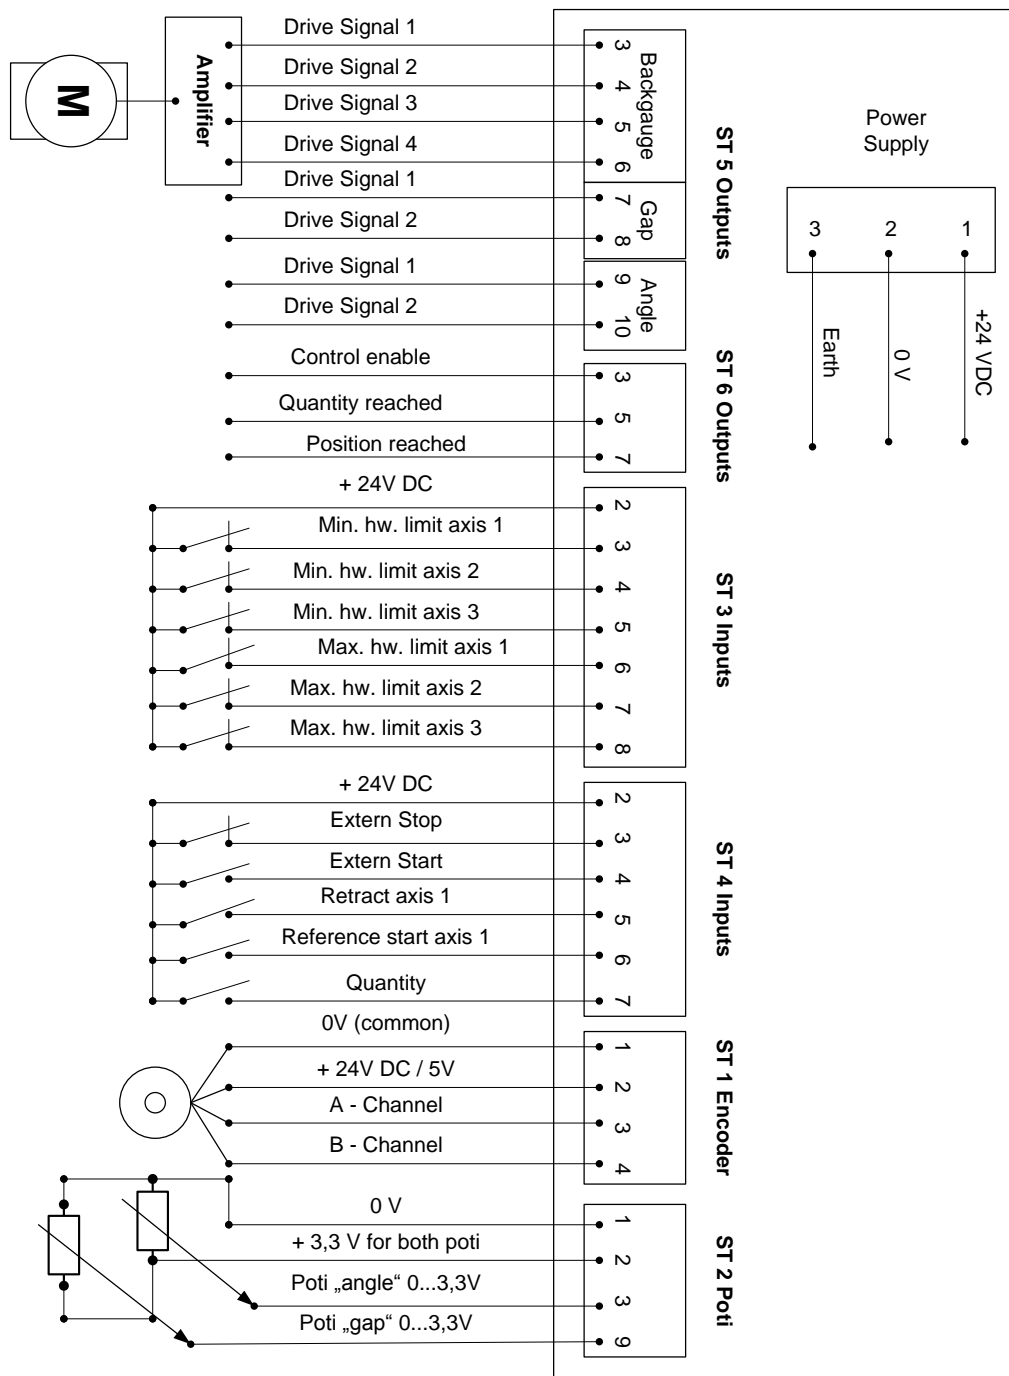 Drive Signal 1
Drive Signal 2
Drive Signal 3
Drive Signal 4
Drive Signal 1
Drive Signal 2
Drive Signal 1
Drive Signal 2
Control enable
Quantity reached
Position reached
+ 24V DC
Min. hw. limit axis 1
Min. hw. limit axis 2
Min. hw. limit axis 3
Max. hw. limit axis 1
Max. hw. limit axis 2
Max. hw. limit axis 3
+ 24V DC
Extern Stop
Extern Start
Retract axis 1
Reference start axis 1
Quantity
0V (common)
+ 24V DC / 5V
A - Channel
B - Channel
0 V
+ 3,3 V for both poti
Poti „angle“ 0...3,3V
Poti „gap“ 0...3,3V
M
Amplifier
3
4
5
6
Backgauge
7
8
Gap
9
10
Angle
ST 5 Outputs
3
5
7
ST 6 Outputs
2
3
4
5
6
7
8
ST 3 Inputs
2
3
4
5
6
7
ST 4 Inputs
1
2
3
4
ST 1 Encoder
1
2
3
9
ST 2 Poti
Power
Supply
3 2 1
Earth
0 V
+24 VDC